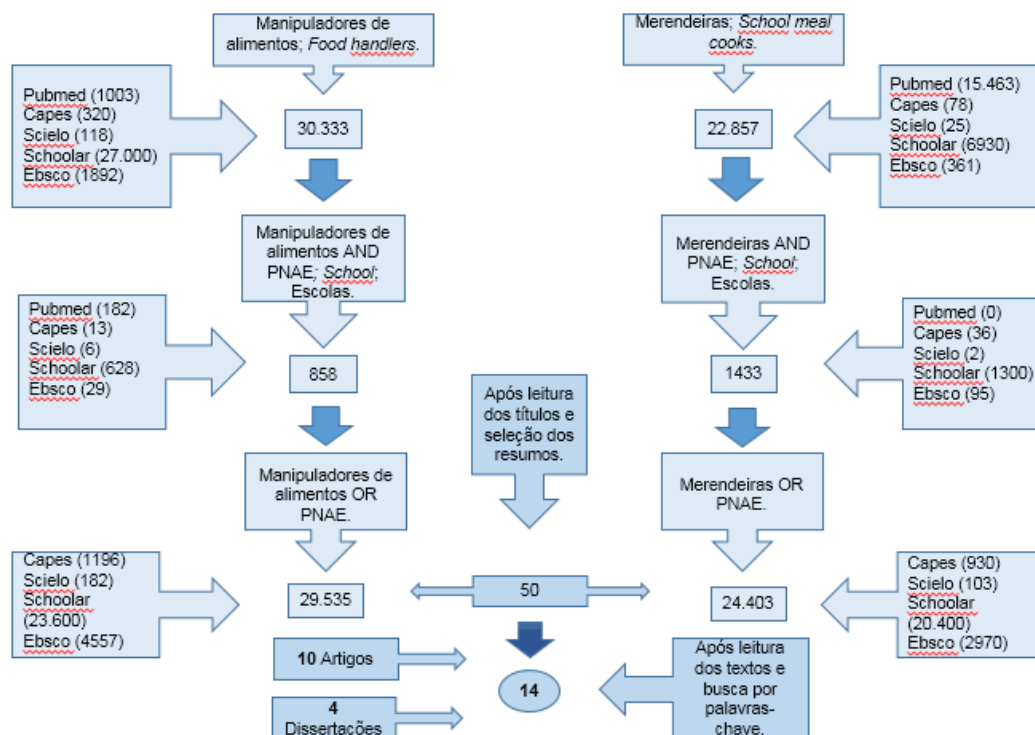 Manipuladores de
alimentos; Food handlers.
Merendeiras; School meal
cooks.
Pubmed (1003)
Capes (320)
Scielo (118)
Schoolar (27.000)
Ebsco (1892)
30.333
22.857
Pubmed (15.463)
Capes (78)
Scielo (25)
Schoolar (6930)
Ebsco (361)
Manipuladores de
alimentos AND
PNAE; School;
Escolas.
Merendeiras AND
PNAE; School;
Escolas.
Pubmed (182)
Capes (13)
Scielo (6)
Schoolar (628)
Ebsco (29)
858
1433
Pubmed (0)
Capes (36)
Scielo (2)
Schoolar (1300)
Ebsco (95)
Após leitura
dos títulos e
seleção dos
resumos.
Manipuladores de
alimentos OR
PNAE.
Merendeiras OR
PNAE.
Capes (1196)
Scielo (182)
Schoolar
(23.600)
Ebsco (4557)
29.535
50
24.403
Capes (930)
Scielo (103)
Schoolar
(20.400)
Ebsco (2970)
10 Artigos
4
Dissertações
14
Após leitura
dos textos e
busca por
palavras-
chave.